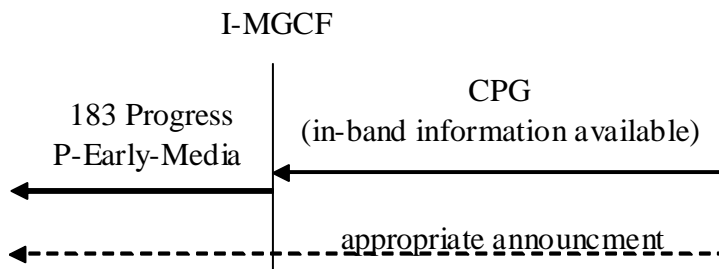 I-MGCF
183 Progress
P-Early-Media
CPG
(in-band information available)
appropriate announcment